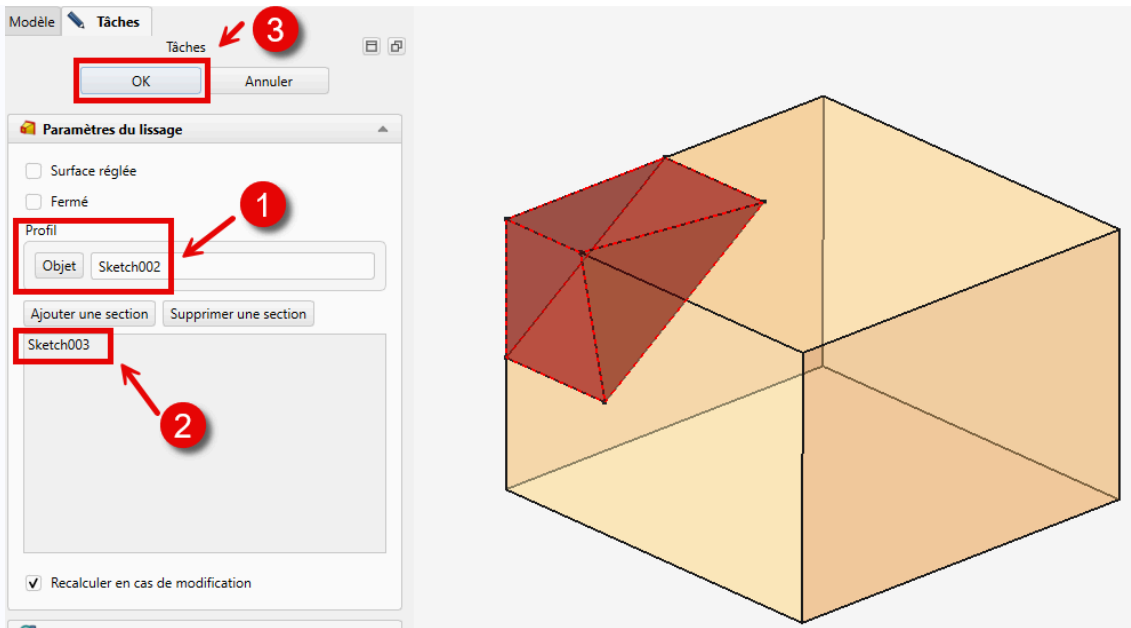 Modèle Tâches
Tâches
3
OK Annuler
Paramètres du lissage
Surface réglée
Fermé
1
Profil
Objet Sketch002
Ajouter une section Supprimer une section
Sketch003
2
Recalculer en cas de modification